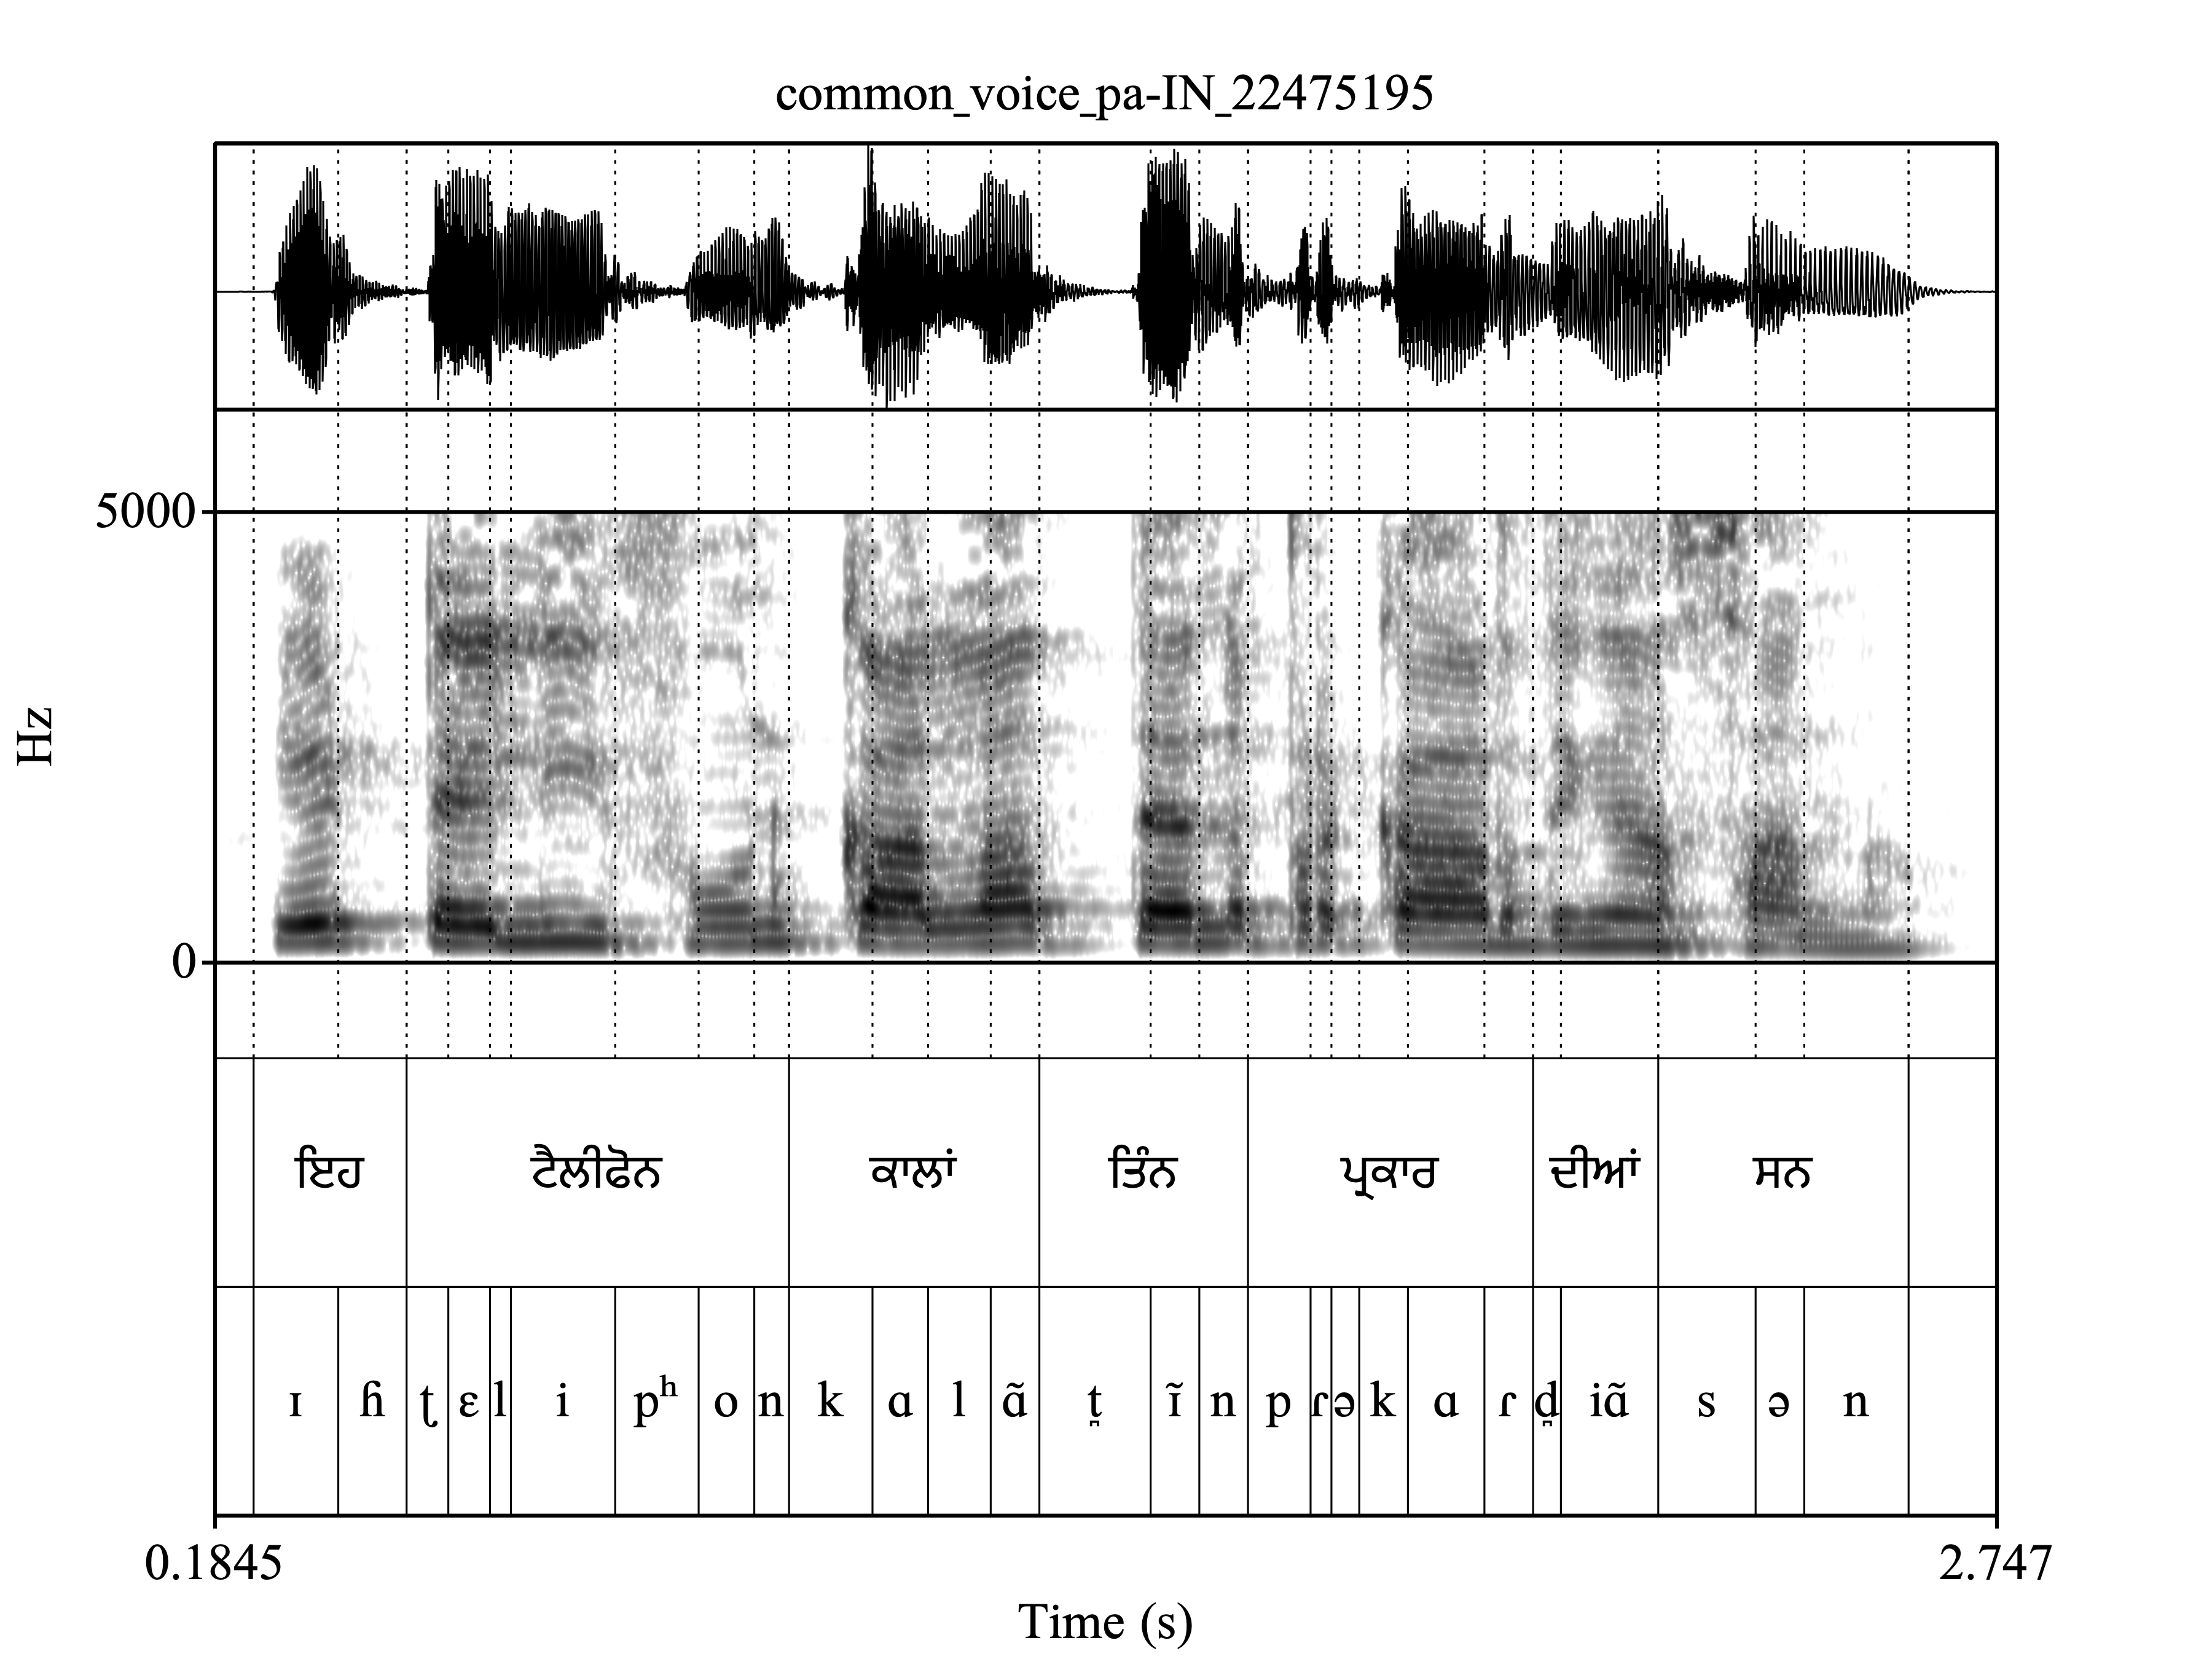 common_voice_pa-IN_22475195
5000
Hz
0
ਇਹ ਟੈਲੀਫੋਨ ਕਾਲਾਂ ਤਿੰਨ ਪ੍ਰਕਾਰ ਦੀਆਂ ਸਨ
ɪ ɦ ʈ ɛ l i pʰ o n k ɑ l ɑ̃ t̪ ɪ̃ n p ɾ ə k ɑ ɾ d̪ iɑ̃ s ə n
0.1845 2.747
Time (s)